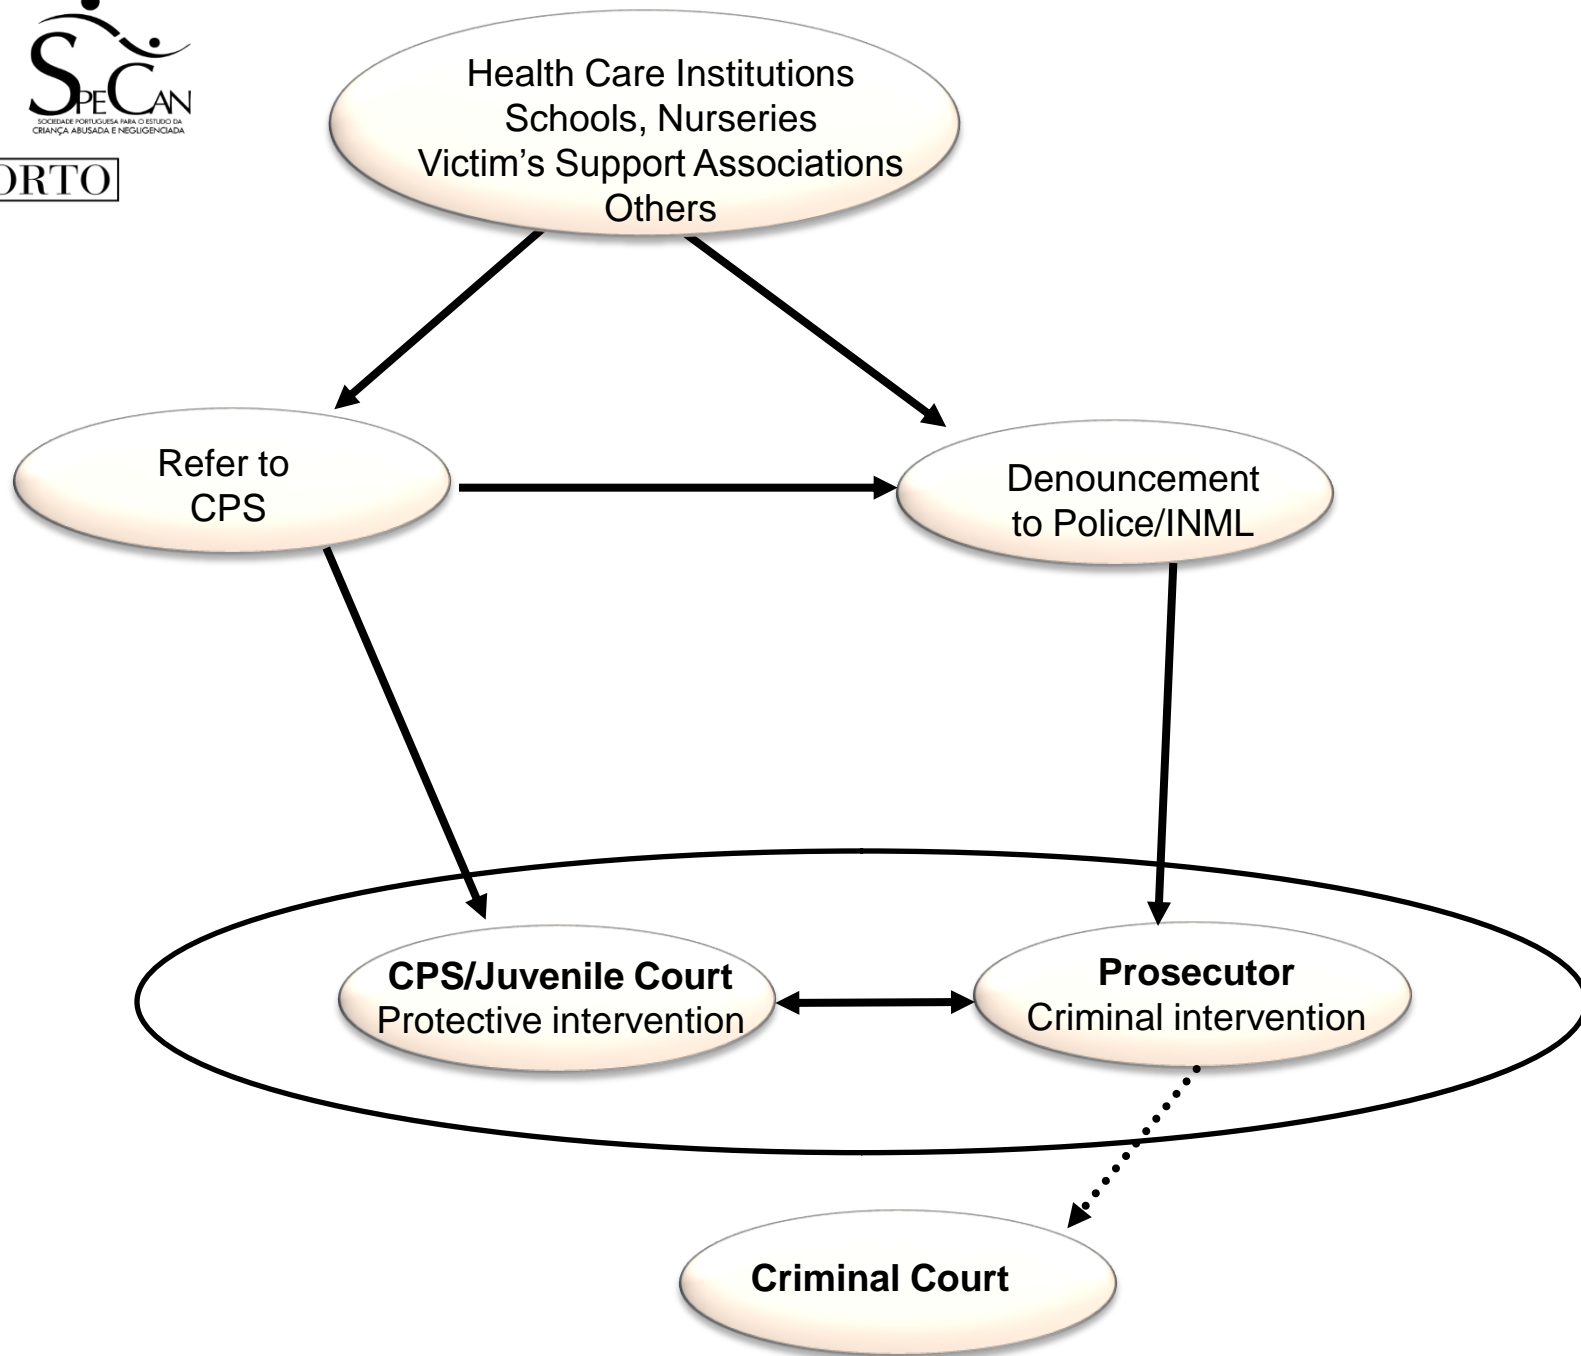 SPECAN
SOCIEDADE PORTUGUESA PARA O ESTUDO DA
CRIANÇA ABUSADA E NEGLIGENCIADA
ORTO
Health Care Institutions
Schools, Nurseries
Victim’s Support Associations
Others
Refer to
CPS
Denouncement
to Police/INML
CPS/Juvenile Court
Protective intervention
Prosecutor
Criminal intervention
Criminal Court